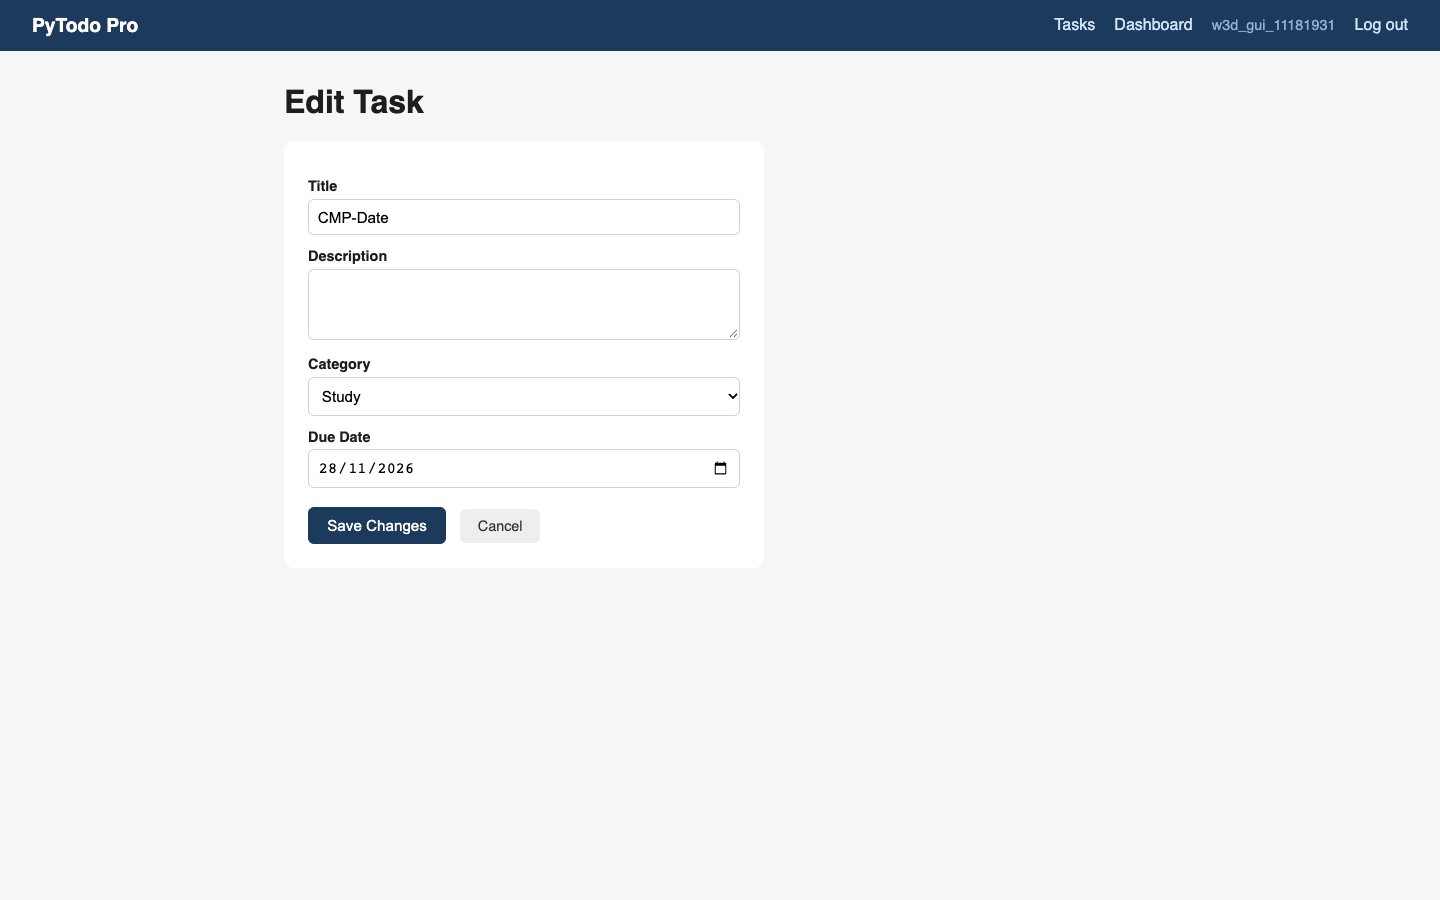 PyTodo Pro
Tasks Dashboard w3d_gui_11181931 Log out
Edit Task
Title
CMP-Date
Description
Category
Study
Due Date
28/11/2026
Save Changes Cancel